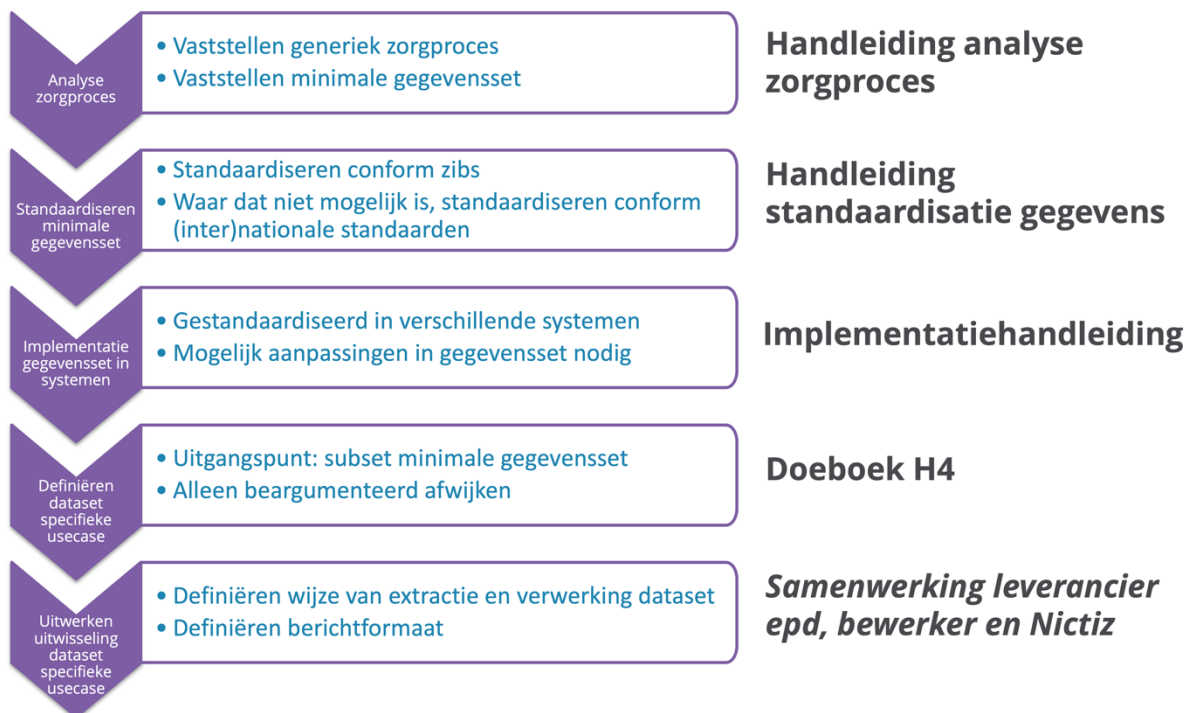 Analyse
zorgproces
• Vaststellen generiek zorgproces
• Vaststellen minimale gegevensset
Handleiding analyse
zorgproces
Standaardiseren
minimale
gegevensset
• Standaardiseren conform zibs
• Waar dat niet mogelijk is, standaardiseren conform
(inter)nationale standaarden
Handleiding
standaardisatie gegevens
Implementatie
gegevensset in
systemen
• Gestandaardiseerd in verschillende systemen
• Mogelijk aanpassingen in gegevensset nodig
Implementatiehandleiding
Definiëren
dataset
specifieke
usecase
• Uitgangspunt: subset minimale gegevensset
• Alleen beargumenteerd afwijken
Doeboek H4
Uitwerken
uitwisseling
dataset
specifieke
usecase
• Definiëren wijze van extractie en verwerking dataset
• Definiëren berichtformaat
Samenwerking leverancier
epd, bewerker en Nictiz